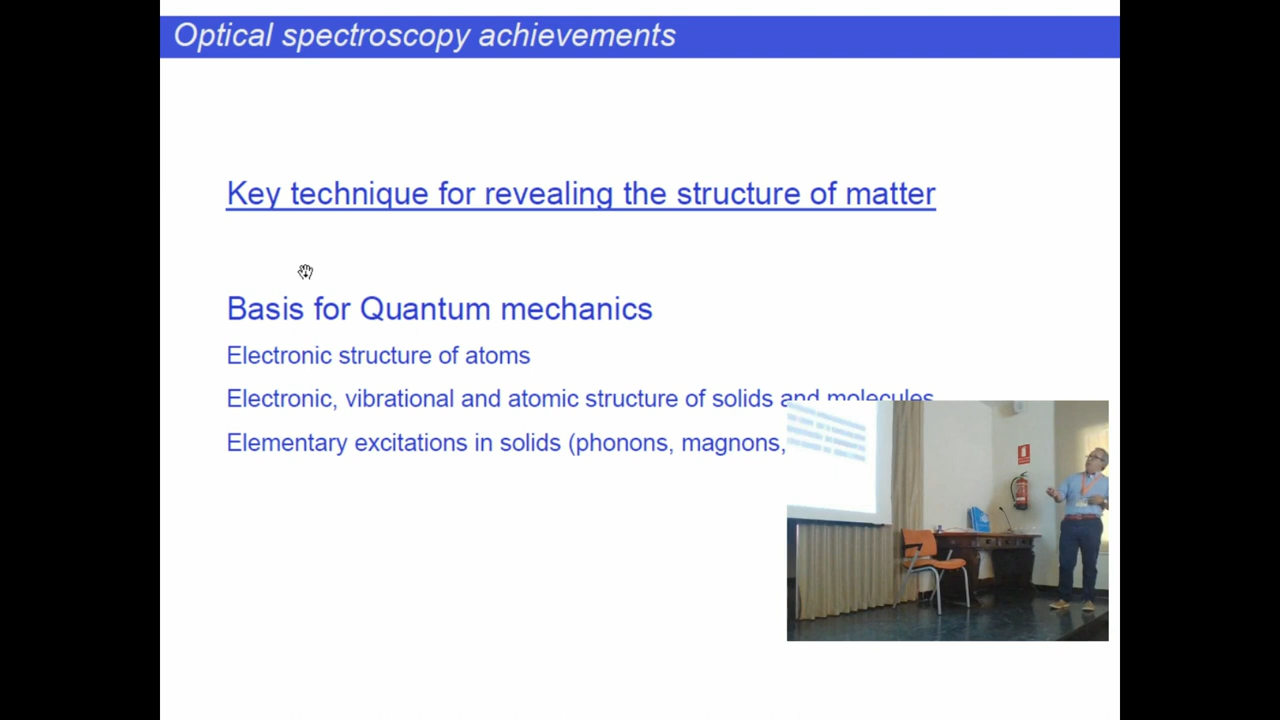 Optical spectroscopy achievements
Key technique for revealing the structure of matter
Basis for Quantum mechanics
Electronic structure of atoms
Electronic, vibrational and atomic structure of solids and molecules
Elementary excitations in solids (phonons, magnons,